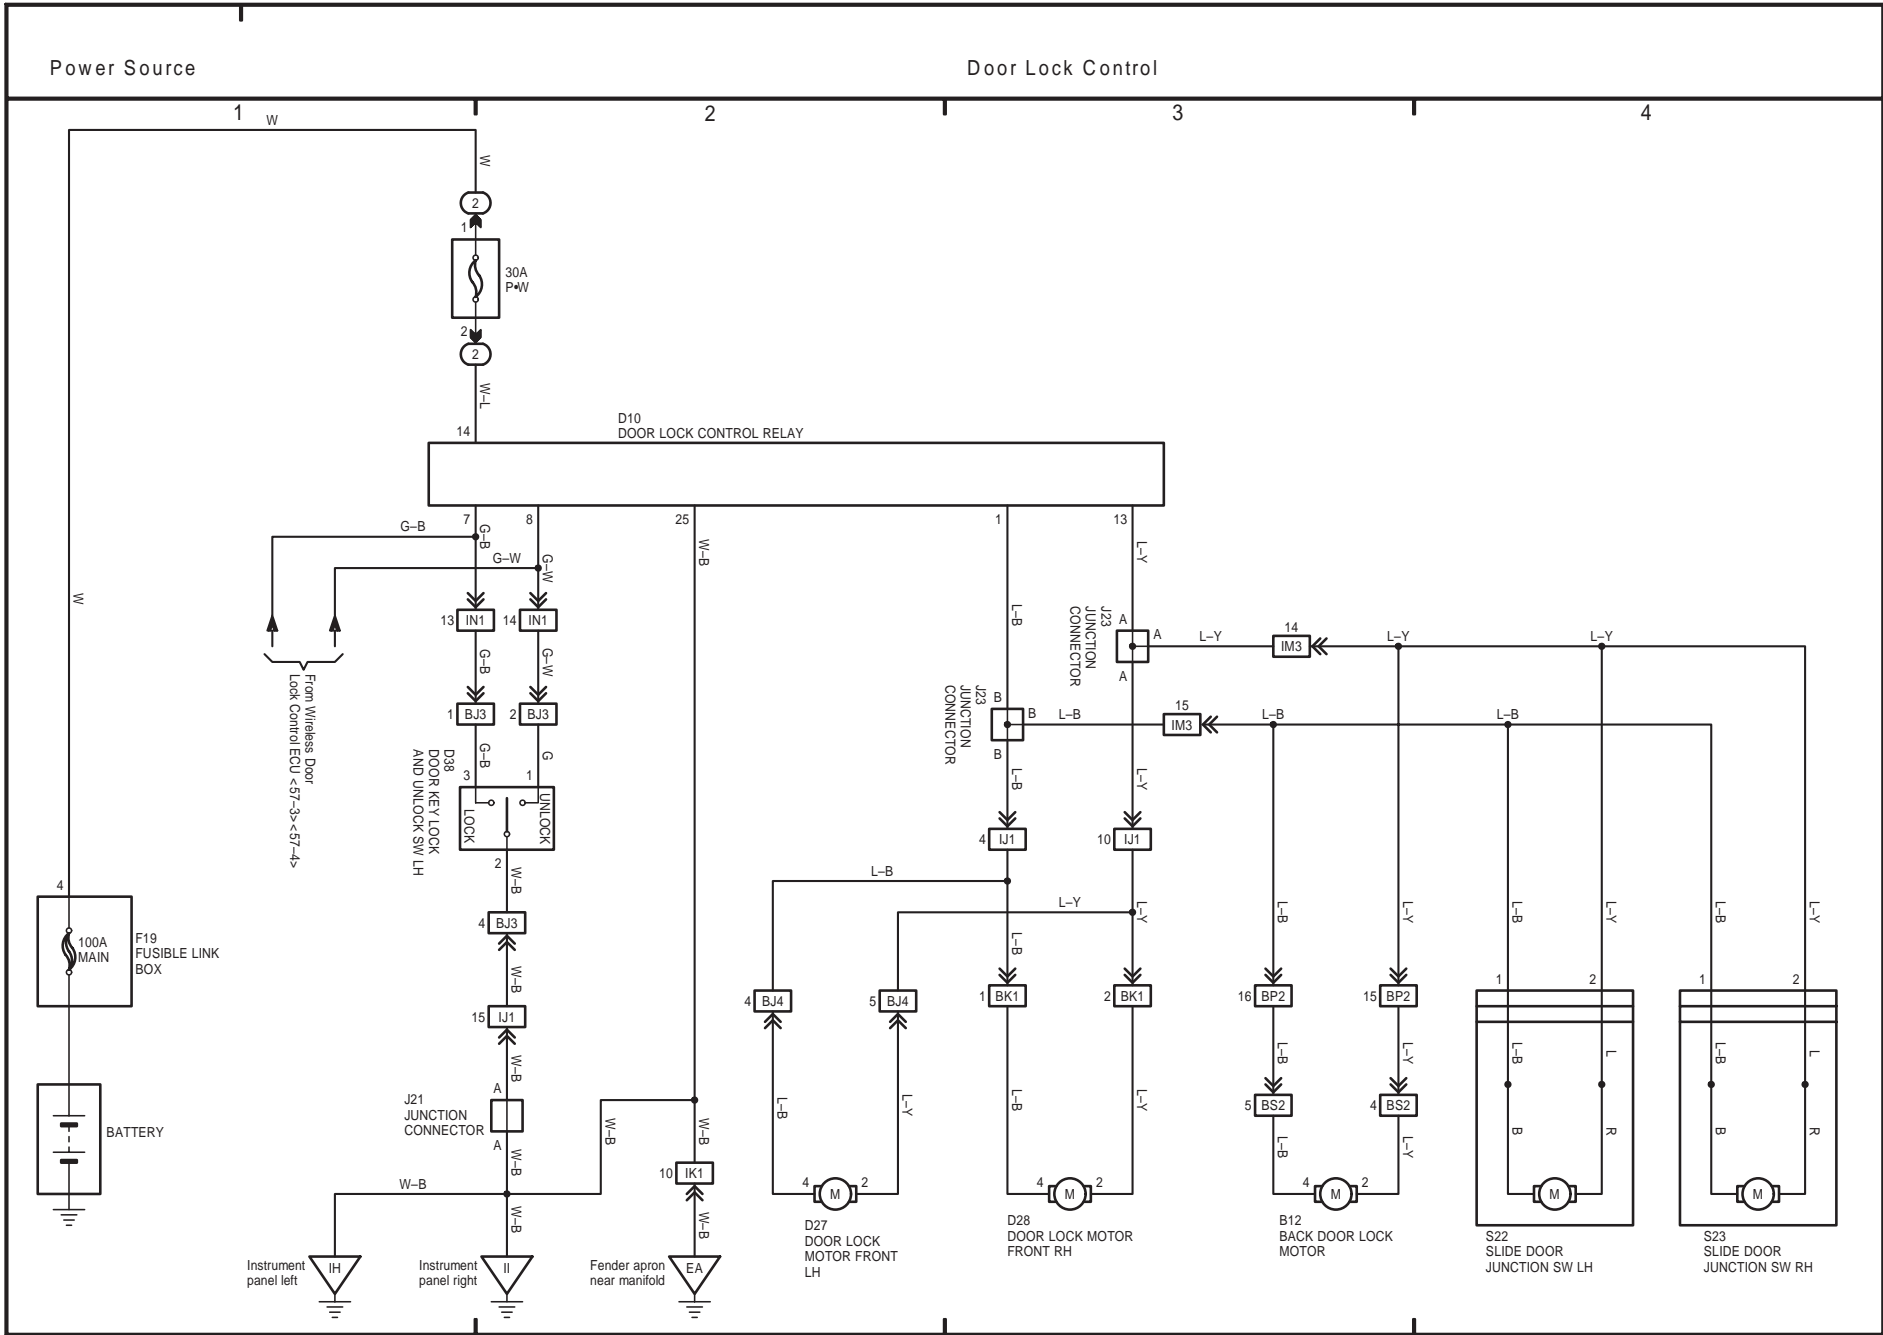 Power Source
Door Lock Control
1
2
3
4
W
W
2
1
30A
P•W
2
2
W–L
14
D10
DOOR LOCK CONTROL RELAY
7
8
25
1
13
G–B
G–B
G–W
G–W
W–B
L–B
L–Y
W
13
IN1
14
IN1
G–B
G–W
1
BJ3
2
BJ3
G–B
G
From Wireless Door
Lock Control ECU <57–3><57–4>
D38
DOOR KEY LOCK
AND UNLOCK SW LH
3
1
LOCK
UNLOCK
2
W–B
4
BJ3
W–B
15
IJ1
W–B
A
J21
JUNCTION
CONNECTOR
A
W–B
W–B
W–B
W–B
W–B
10
IK1
W–B
J23
JUNCTION
CONNECTOR
A
A
A
L–Y
14
IM3
L–Y
L–Y
J23
JUNCTION
CONNECTOR
B
B
B
L–B
15
IM3
L–B
L–B
L–B
L–Y
4
IJ1
10
IJ1
L–B
L–Y
L–B
L–Y
L–B
L–Y
L–B
L–Y
L–B
L–Y
4
BJ4
5
BJ4
1
BK1
2
BK1
16
BP2
15
BP2
1
2
1
2
L–B
L–Y
L–B
L–Y
L–B
L–Y
L–B
L
L–B
L
5
BS2
4
BS2
L–B
L–Y
B
R
B
R
4
M
2
4
M
2
4
M
2
M
M
4
100A
MAIN
F19
FUSIBLE LINK
BOX
BATTERY
Instrument
panel left
IH
Instrument
panel right
II
Fender apron
near manifold
EA
D27
DOOR LOCK
MOTOR FRONT
LH
D28
DOOR LOCK MOTOR
FRONT RH
B12
BACK DOOR LOCK
MOTOR
S22
SLIDE DOOR
JUNCTION SW LH
S23
SLIDE DOOR
JUNCTION SW RH